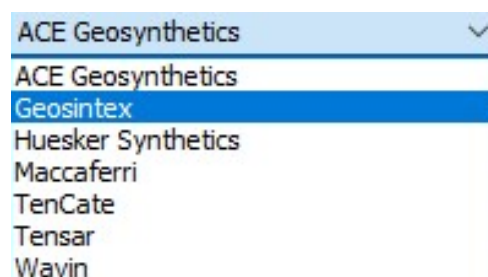 ACE Geosynthetics
ACE Geosynthetics
Geosintex
Huesker Synthetics
Maccaferri
TenCate
Tensar
Wavin